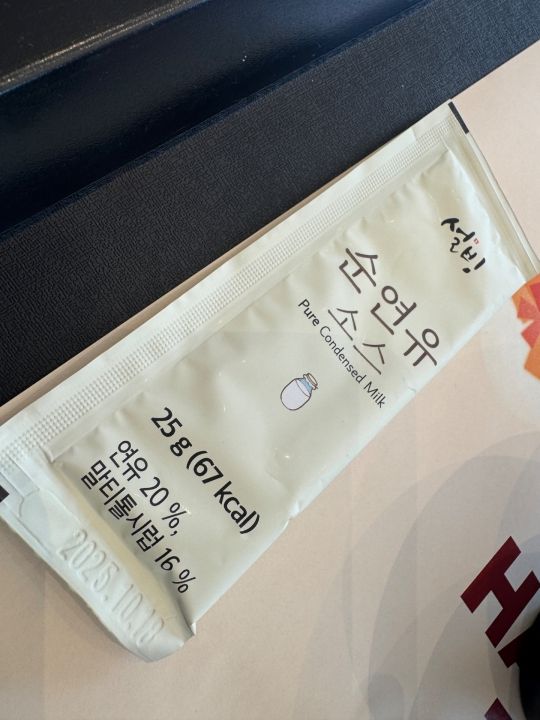 설빙
순연유
소스
Pure Condensed Milk
25 g (67 kcal)
연유 20 %,
말티톨시럽 16 %
2025.10.18